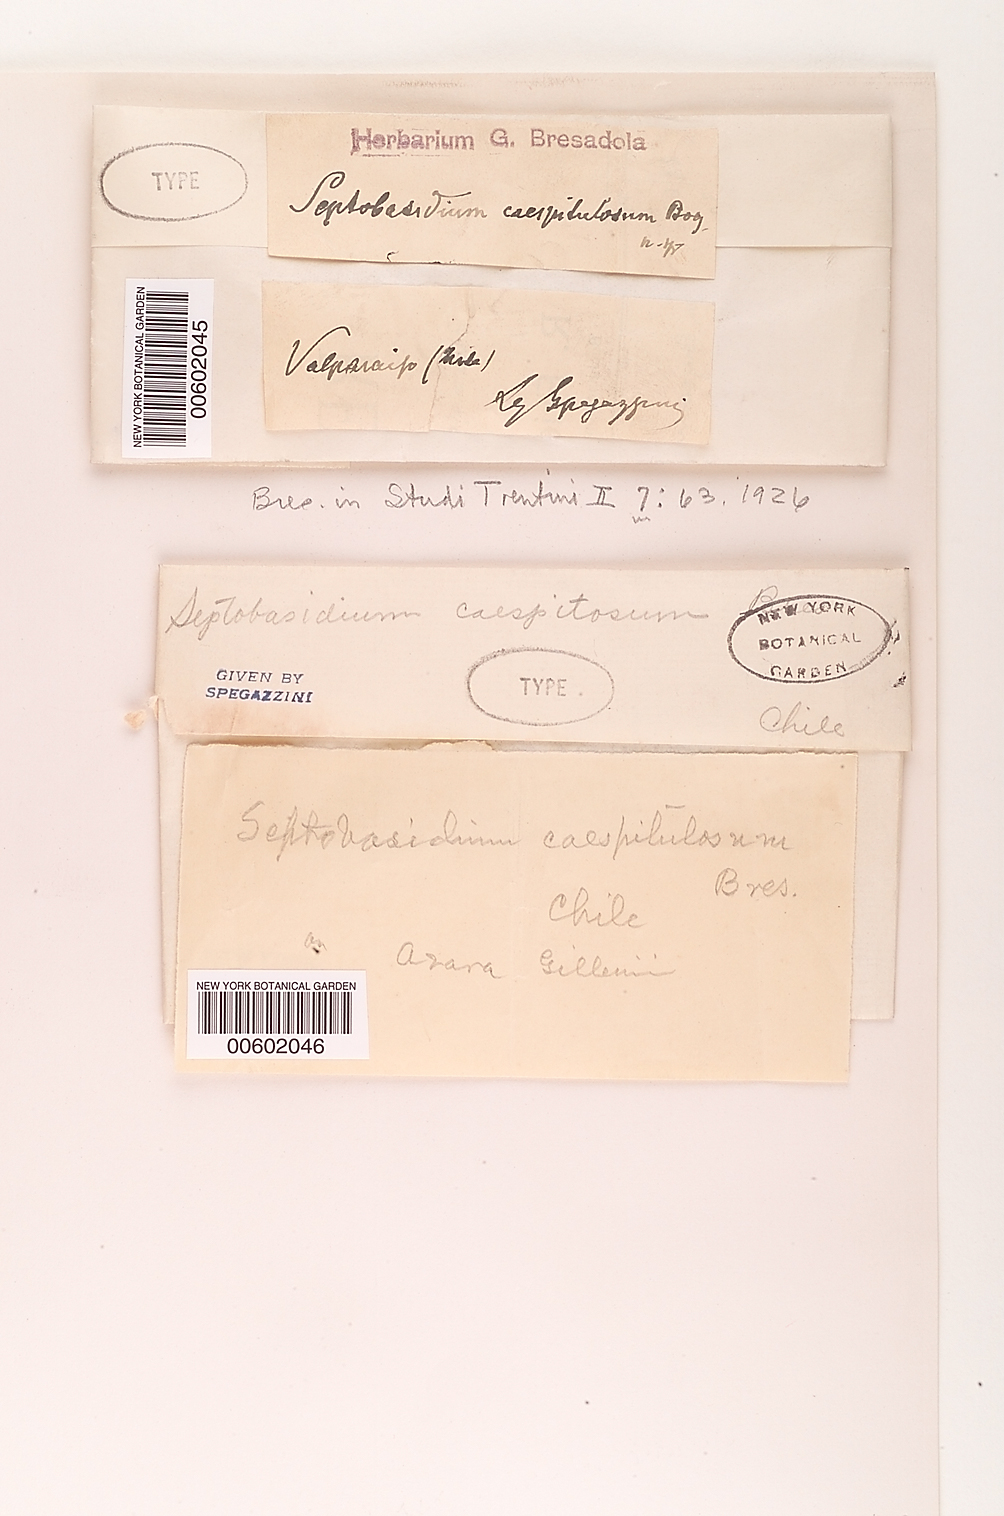 TYPE
Herbarium G. Bresadola
Septobasidium caespitulosum
NEW YORK BOTANICAL GARDEN
00602045
Valparaiso (Chile)
Lg Spegazzini
Bres. in Studi Trentini II 7: 63. 1926
Septobasidium caespitosum
NEW YORK
BOTANICAL
GARDEN
GIVEN BY
SPEGAZZINI
TYPE.
Chile
Septobasidium caespitulosum
Bres.
Chile
on Azara Gilliesii
NEW YORK BOTANICAL GARDEN
00602046